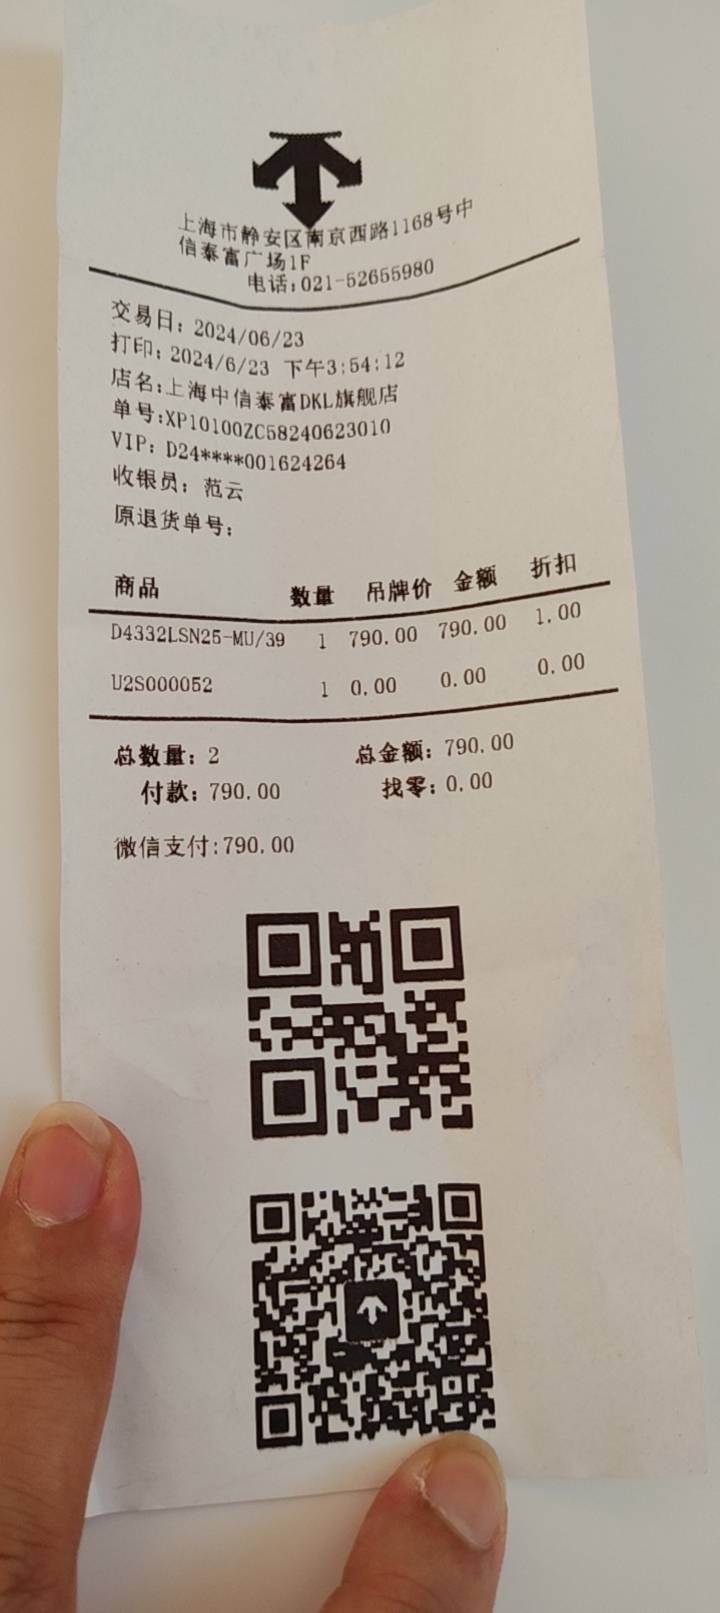 上海市静安区南京西路1168号中
信泰富广场1F
电话:021-52655980
交易日: 2024/06/23
打印: 2024/6/23 下午3:54:12
店名:上海中信泰富DKL旗舰店
单号:XP10100ZC58240623010
VIP: D24****001624264
收银员: 范云
原退货单号:
商品 数量 吊牌价 金额 折扣
D4332LSN25-MU/39 1 790.00 790.00 1.00
U2S000052 1 0.00 0.00 0.00
总数量: 2 总金额: 790.00
付款: 790.00 找零: 0.00
微信支付:790.00